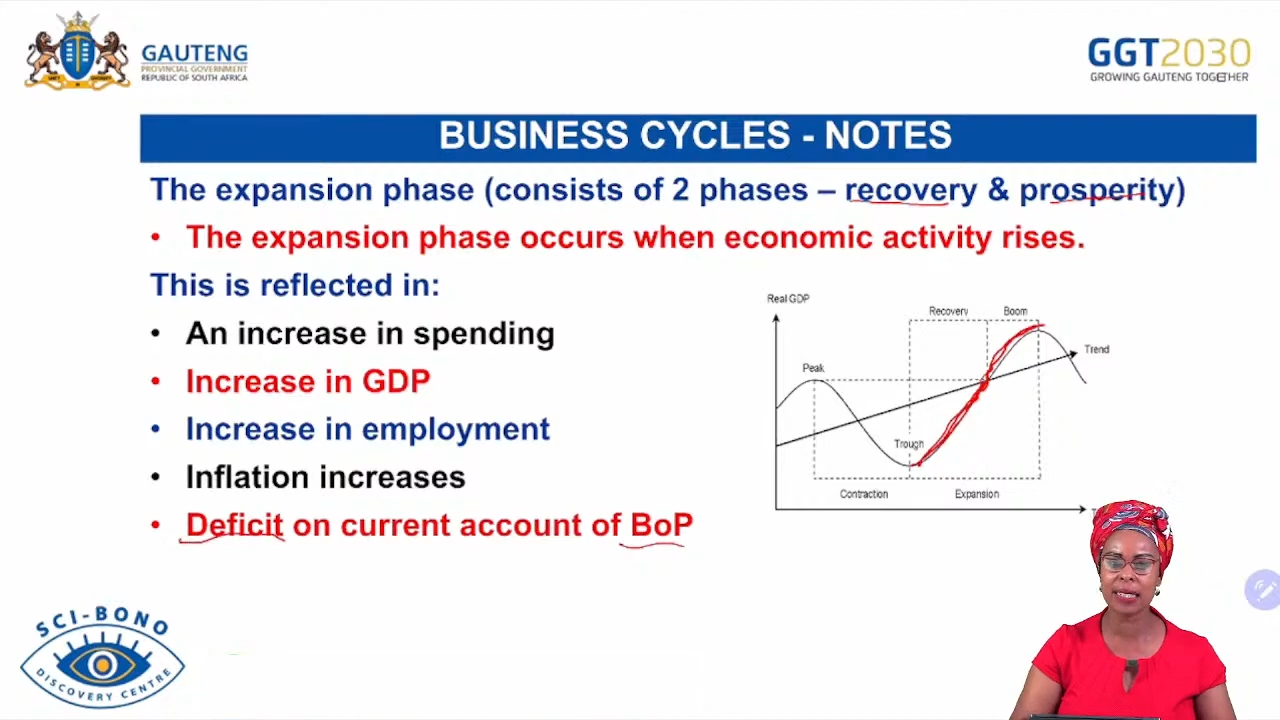 GAUTENG
PROVINCIAL GOVERNMENT
REPUBLIC OF SOUTH AFRICA
GGT2030
GROWING GAUTENG TOGETHER
BUSINESS CYCLES - NOTES
The expansion phase (consists of 2 phases – recovery & prosperity)
• The expansion phase occurs when economic activity rises.
This is reflected in:
• An increase in spending
• Increase in GDP
• Increase in employment
• Inflation increases
• Deficit on current account of BoP
Real GDP
Recovery
Boom
Trend
Peak
Trough
Contraction
Expansion
SCI-BONO
DISCOVERY CENTRE